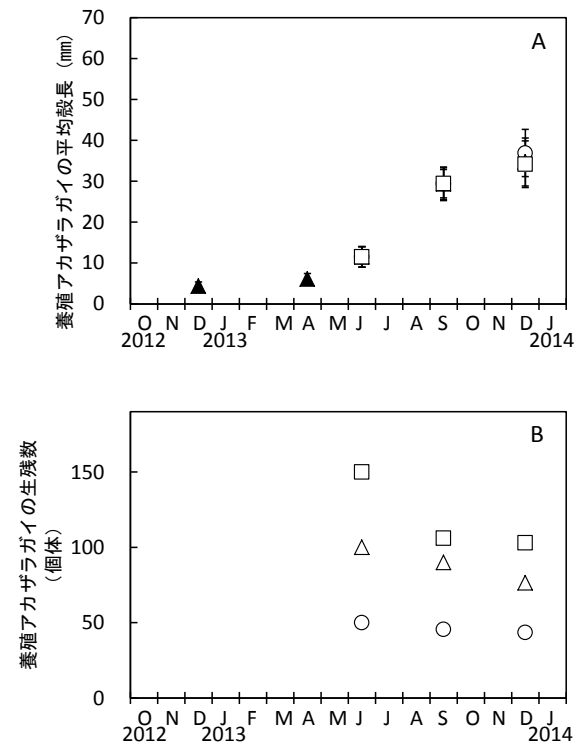 養殖アカザラガイの平均殻長 (㎜)
70
60
50
40
30
20
10
0
A
O N D J F M A M J J A S O N D J
2012 2013 2014
養殖アカザラガイの生残数
(個体)
150
100
50
0
B
O N D J F M A M J J A S O N D J
2012 2013 2014